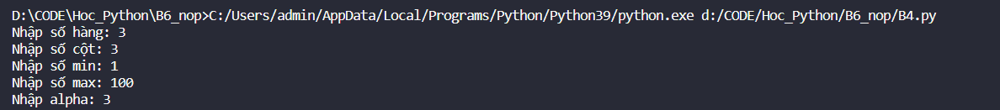 D:\CODE\Hoc_Python\B6_nop>C:/Users/admin/AppData/Local/Programs/Python/Python39/python.exe d:/CODE/Hoc_Python/B6_nop/B4.py
Nhập số hàng: 3
Nhập số cột: 3
Nhập số min: 1
Nhập số max: 100
Nhập alpha: 3